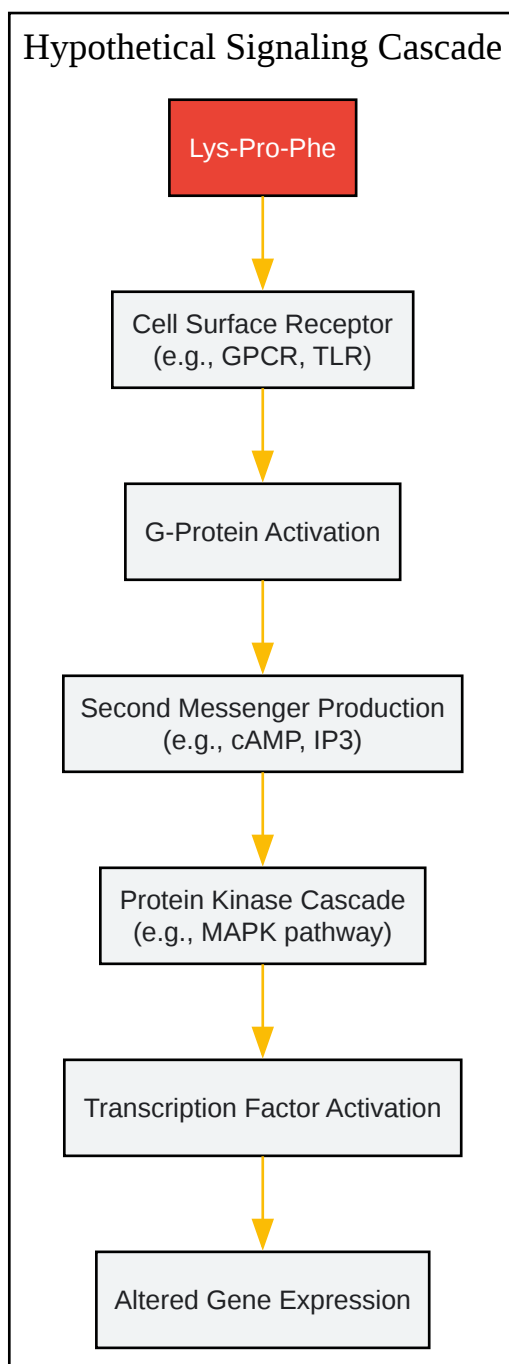 Hypothetical Signaling Cascade
Lys-Pro-Phe
Cell Surface Receptor
(e.g., GPCR, TLR)
G-Protein Activation
Second Messenger Production
(e.g., cAMP, IP3)
Protein Kinase Cascade
(e.g., MAPK pathway)
Transcription Factor Activation
Altered Gene Expression